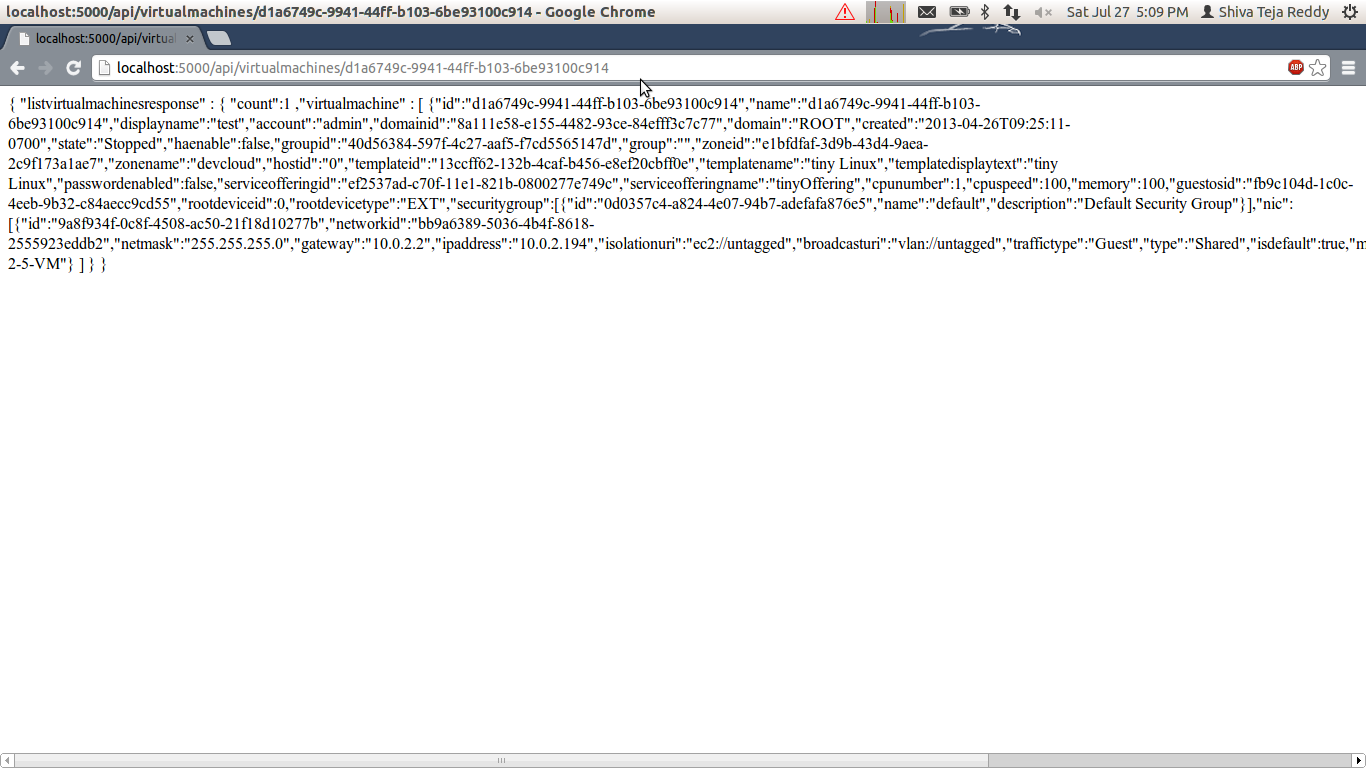 localhost:5000/api/virtualmachines/d1a6749c-9941-44ff-b103-6be93100c914 - Google Chrome
Sat Jul 27 5:09 PM Shiva Teja Reddy
localhost:5000/api/virtual
localhost:5000/api/virtualmachines/d1a6749c-9941-44ff-b103-6be93100c914
ABP
{ "listvirtualmachinesresponse" : { "count":1 ,"virtualmachine" : [ {"id":"d1a6749c-9941-44ff-b103-6be93100c914","name":"d1a6749c-9941-44ff-b103-
6be93100c914","displayname":"test","account":"admin","domainid":"8a111e58-e155-4482-93ce-84efff3c7c77","domain":"ROOT","created":"2013-04-26T09:25:11-
0700","state":"Stopped","haenable":false,"groupid":"40d56384-597f-4c27-aaf5-f7cd5565147d","group":"","zoneid":"e1bfdfaf-3d9b-43d4-9aea-
2c9f173a1ae7","zonename":"devcloud","hostid":"0","templateid":"13ccff62-132b-4caf-b456-e8ef20cbff0e","templatename":"tiny Linux","templatedisplaytext":"tiny
Linux","passwordenabled":false,"serviceofferingid":"ef2537ad-c70f-11e1-821b-0800277e749c","serviceofferingname":"tinyOffering","cpunumber":1,"cpuspeed":100,"memory":100,"guestosid":"fb9c104d-1c0c-
4eeb-9b32-c84aecc9cd55","rootdeviceid":0,"rootdevicetype":"EXT","securitygroup":[{"id":"0d0357c4-a824-4e07-94b7-adefafa876e5","name":"default","description":"Default Security Group"}],"nic":
[{"id":"9a8f934f-0c8f-4508-ac50-21f18d10277b","networkid":"bb9a6389-5036-4b4f-8618-
2555923eddb2","netmask":"255.255.255.0","gateway":"10.0.2.2","ipaddress":"10.0.2.194","isolationuri":"ec2://untagged","broadcasturi":"vlan://untagged","traffictype":"Guest","type":"Shared","isdefault":true,"m
2-5-VM"} ] } }